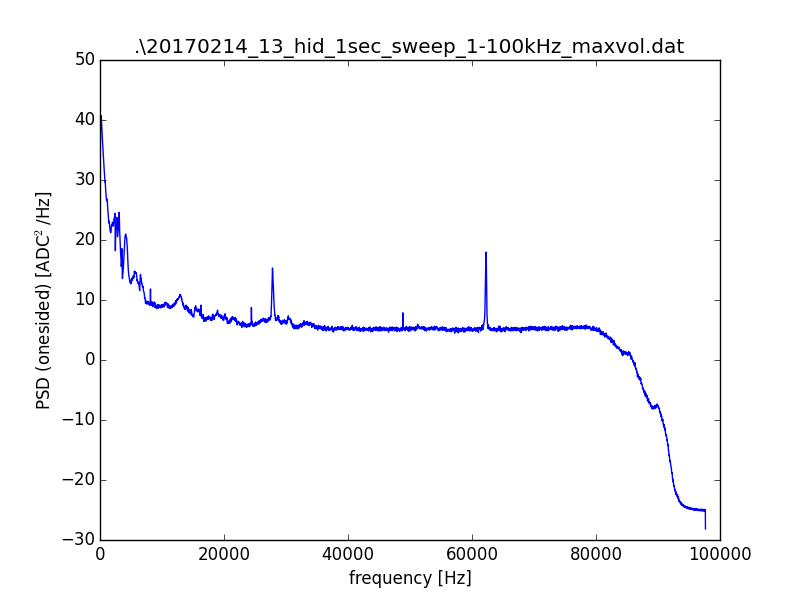 .\20170214_13_hid_1sec_sweep_1-100kHz_maxvol.dat
50
40
30
20
10
0
−10
−20
−30
PSD (onesided) [ADC² /Hz]
0 20000 40000 60000 80000 100000
frequency [Hz]